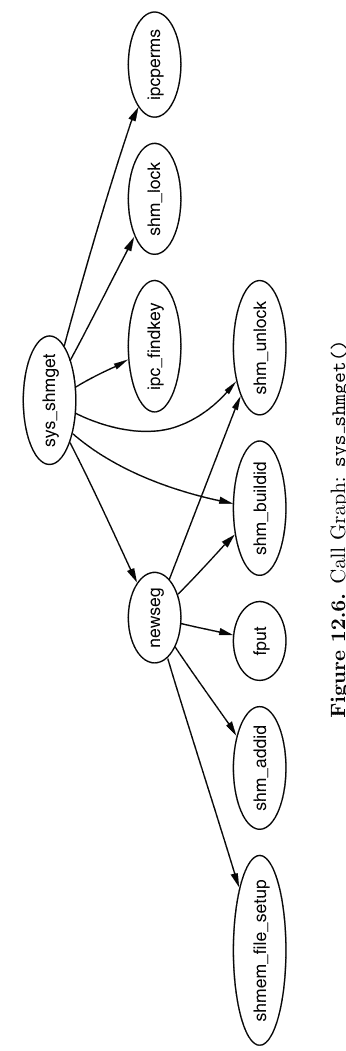 sys_shmget
newseg
ipc_findkey
shm_lock
ipcperms
shmem_file_setup
shm_addid
fput
shm_buildid
shm_unlock
Figure 12.6. Call Graph: sys_shmget()